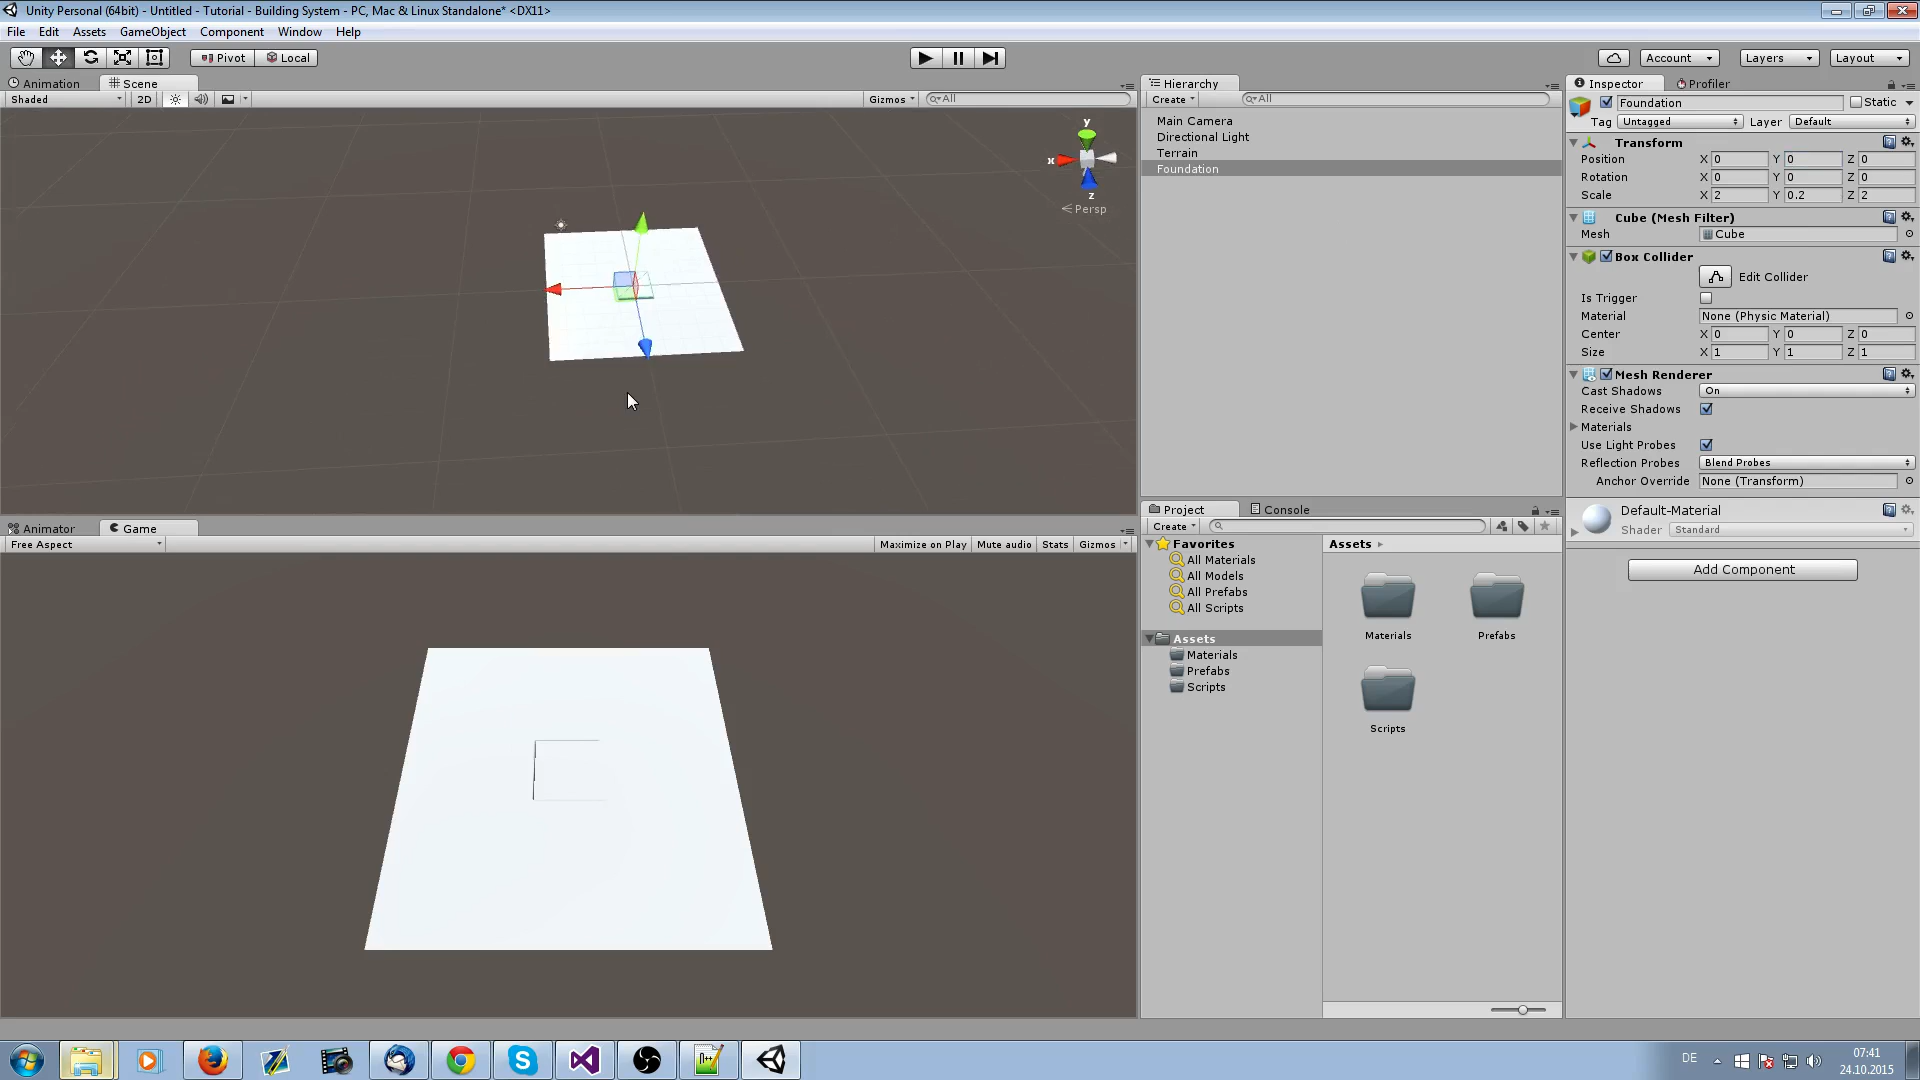 Unity Personal (64bit) - Untitled - Tutorial - Building System - PC, Mac & Linux Standalone* <DX11>
File Edit Assets GameObject Component Window Help
Pivot Local
Account Layers Layout
Animation Scene
Shaded 2D Gizmos All
y
x
z
Persp
Animator Game
Free Aspect Maximize on Play Mute audio Stats Gizmos
Hierarchy
Create All
Main Camera
Directional Light
Terrain
Foundation
Project Console
Create
Favorites
All Materials
All Models
All Prefabs
All Scripts
Assets
Materials
Prefabs
Scripts
Assets
Materials Prefabs
Scripts
Inspector Profiler
Foundation Static
Tag Untagged Layer Default
Transform
Position X 0 Y 0 Z 0
Rotation X 0 Y 0 Z 0
Scale X 2 Y 0.2 Z 2
Cube (Mesh Filter)
Mesh Cube
Box Collider
Edit Collider
Is Trigger
Material None (Physic Material)
Center X 0 Y 0 Z 0
Size X 1 Y 1 Z 1
Mesh Renderer
Cast Shadows On
Receive Shadows
Materials
Use Light Probes
Reflection Probes Blend Probes
Anchor Override None (Transform)
Default-Material
Shader Standard
Add Component
DE 07:41
24.10.2015